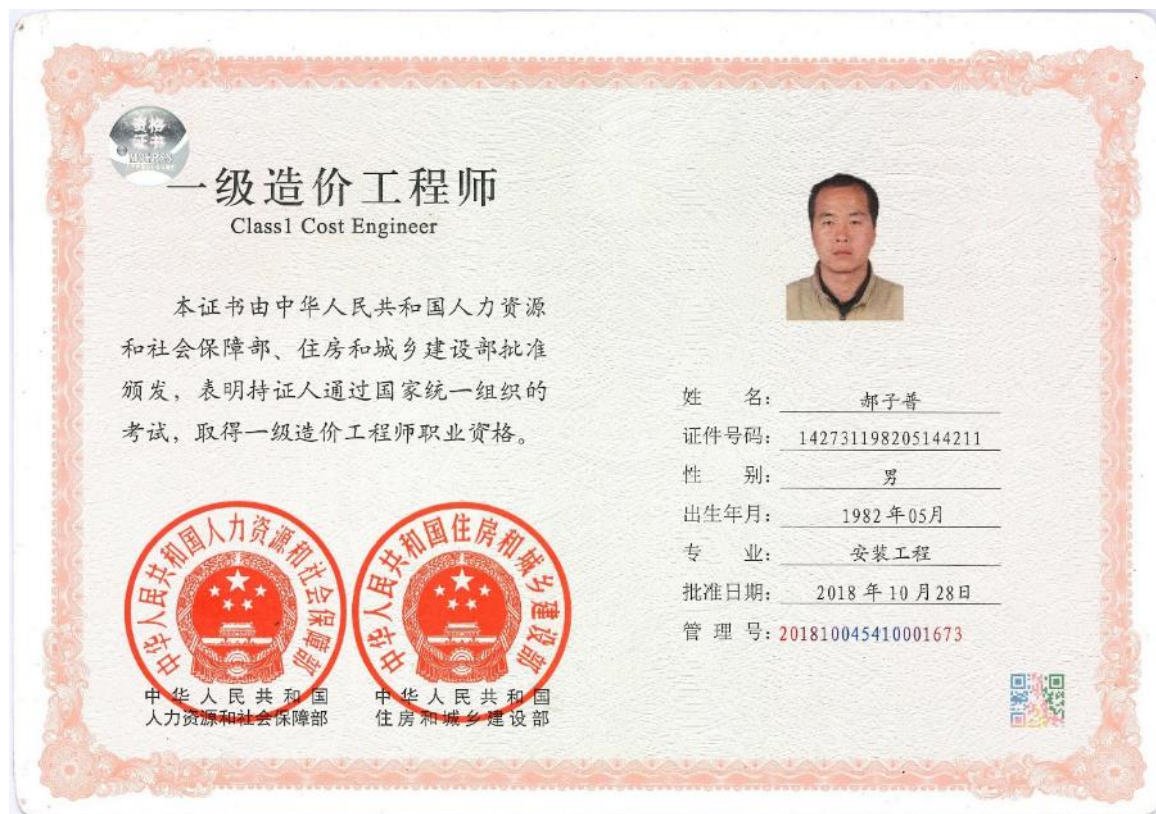 资格
证书
一级造价工程师
Class1 Cost Engineer
本证书由中华人民共和国人力资源
和社会保障部、住房和城乡建设部批准
颁发，表明持证人通过国家统一组织的
考试，取得一级造价工程师职业资格。
中华人民共和国人力资源和社会保障部
中华人民共和国住房和城乡建设部
中华人民共和国
人力资源和社会保障部
中华人民共和国
住房和城乡建设部
姓 名： 郝子普
证件号码： 142731198205144211
性 别： 男
出生年月： 1982年05月
专 业： 安装工程
批准日期： 2018年10月28日
管 理 号：201810045410001673